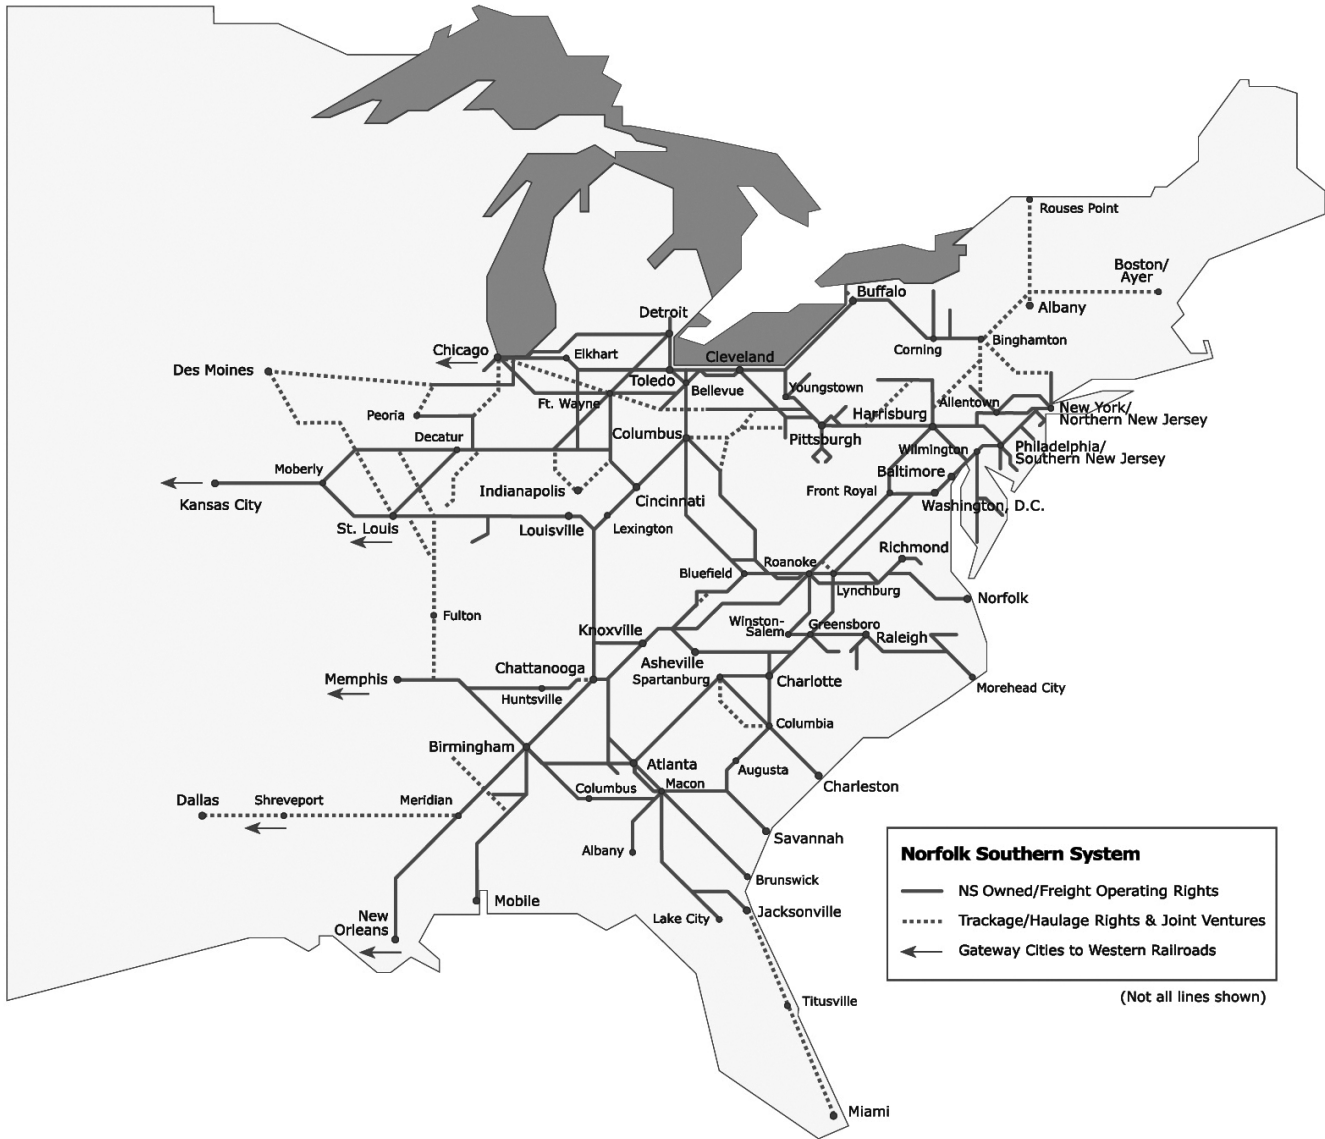 Rouses Point
Boston/
Ayer
Buffalo
Albany
Detroit
Binghamton
Corning
Chicago
Elkhart
Cleveland
Des Moines
Toledo
Bellevue
Youngstown
Ft. Wayne
Allentown
New York/
Northern New Jersey
Peoria
Harrisburg
Columbus
Pittsburgh
Decatur
Wilmington
Philadelphia/
Southern New Jersey
Moberly
Baltimore
Indianapolis
Front Royal
Kansas City
Cincinnati
Washington, D.C.
St. Louis
Louisville
Lexington
Richmond
Roanoke
Bluefield
Lynchburg
Norfolk
Fulton
Winston-
Salem
Greensboro
Knoxville
Raleigh
Asheville
Chattanooga
Memphis
Spartanburg
Charlotte
Morehead City
Huntsville
Columbia
Birmingham
Atlanta
Augusta
Macon
Charleston
Columbus
Dallas
Shreveport
Meridian
Savannah
Albany
Brunswick
Mobile
Jacksonville
Lake City
New
Orleans
Titusville
Miami
Norfolk Southern System
NS Owned/Freight Operating Rights
Trackage/Haulage Rights & Joint Ventures
Gateway Cities to Western Railroads
(Not all lines shown)